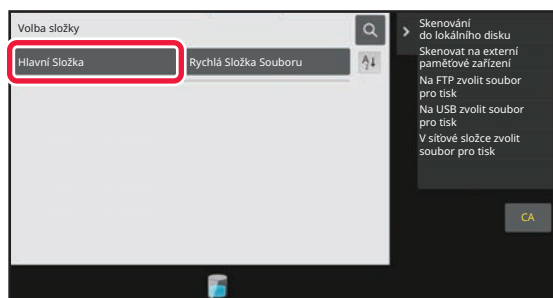 Volba složky
Hlavní Složka
Rychlá Složka Souboru
Skenování
do lokálního disku
Skenovat na externí
paměťové zařízení
Na FTP zvolit soubor
pro tisk
Na USB zvolit soubor
pro tisk
V síťové složce zvolit
soubor pro tisk
CA